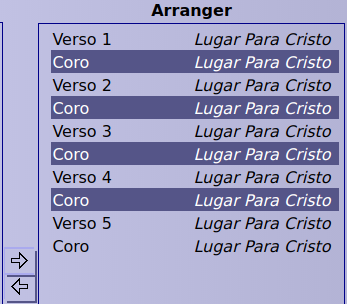 Arranger
Verso 1 Lugar Para Cristo
Coro Lugar Para Cristo
Verso 2 Lugar Para Cristo
Coro Lugar Para Cristo
Verso 3 Lugar Para Cristo
Coro Lugar Para Cristo
Verso 4 Lugar Para Cristo
Coro Lugar Para Cristo
Verso 5 Lugar Para Cristo
Coro Lugar Para Cristo